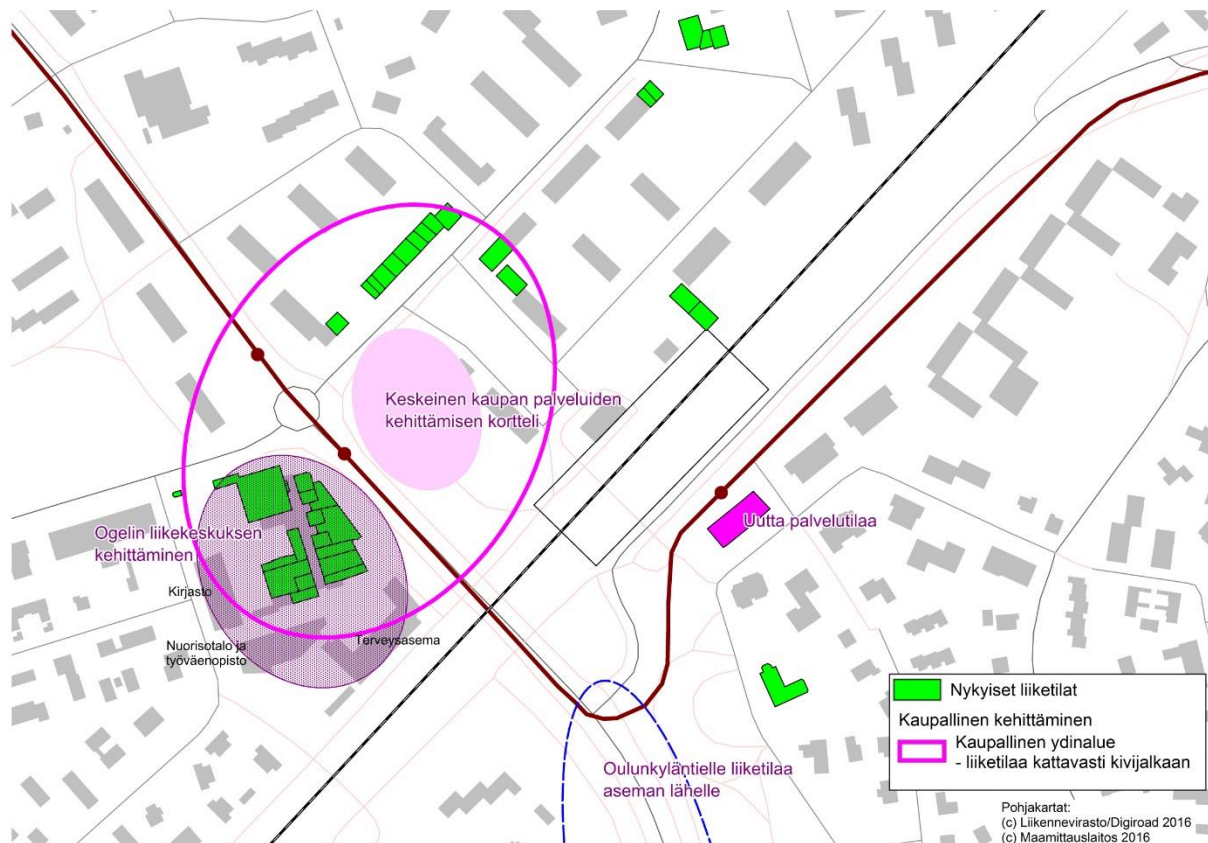 Keskeinen kaupan palveluiden
kehittämisen kortteli
Uutta palvelutilaa
Ogelin liikekeskuksen
kehittäminen
Kirjasto
Nuorisotalo ja
työväenopisto
Terveysasema
Oulunkyläntielle liiketilaa
aseman lähelle
Nykyiset liiketilat
Kaupallinen kehittäminen
Kaupallinen ydinalue
- liiketilaa kattavasti kivijalkaan
Pohjakartat:
(c) Liikennevirasto/Digiroad 2016
(c) Maamittauslaitos 2016